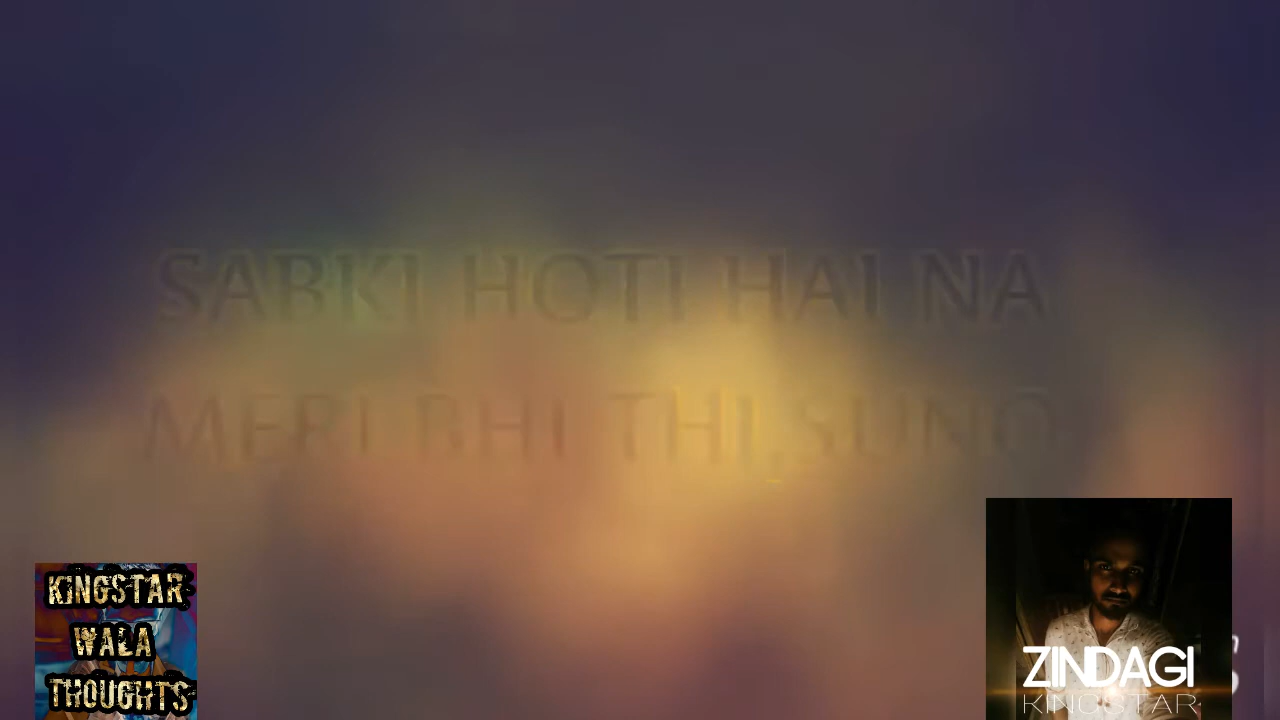 SABKI HOTI HAI NA
MERI BHI THI,SUNO
KINGSTAR
WALA
THOUGHTS
ZINDAGI
KINGSTAR